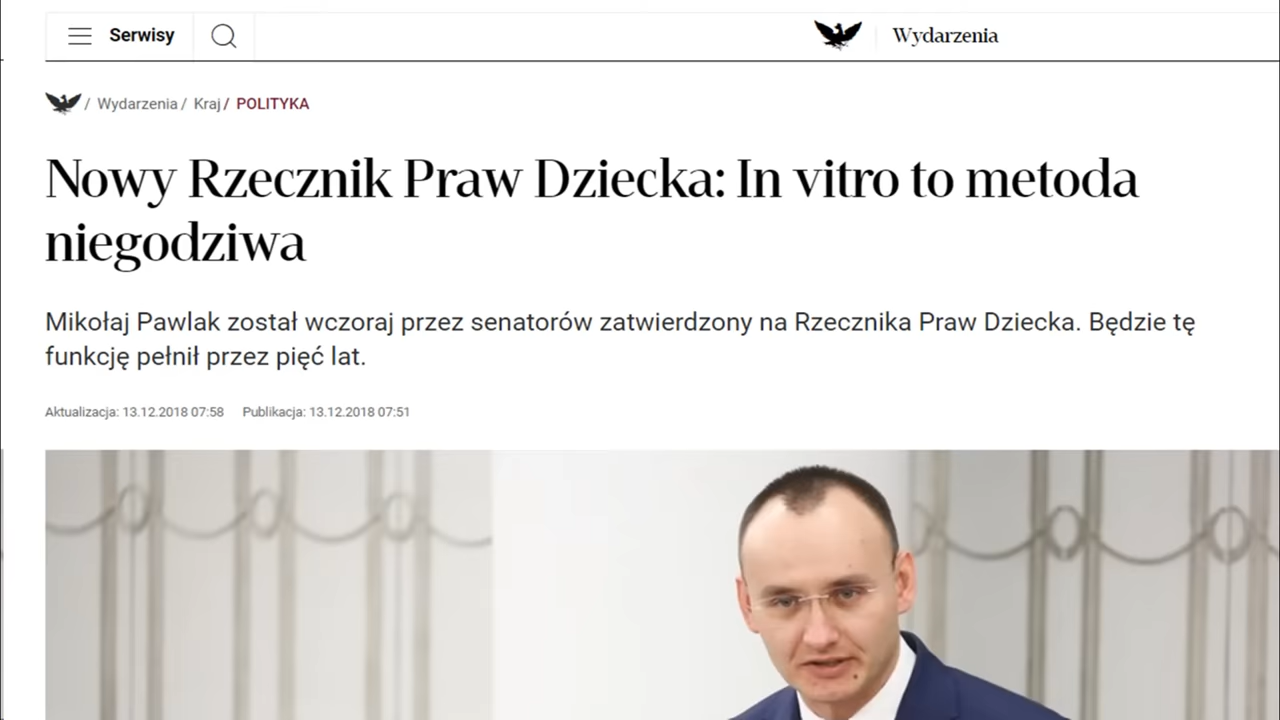 Serwisy
Wydarzenia
/ Wydarzenia / Kraj / POLITYKA
Nowy Rzecznik Praw Dziecka: In vitro to metoda
niegodziwa
Mikołaj Pawlak został wczoraj przez senatorów zatwierdzony na Rzecznika Praw Dziecka. Będzie tę
funkcję pełnił przez pięć lat.
Aktualizacja: 13.12.2018 07:58 Publikacja: 13.12.2018 07:51